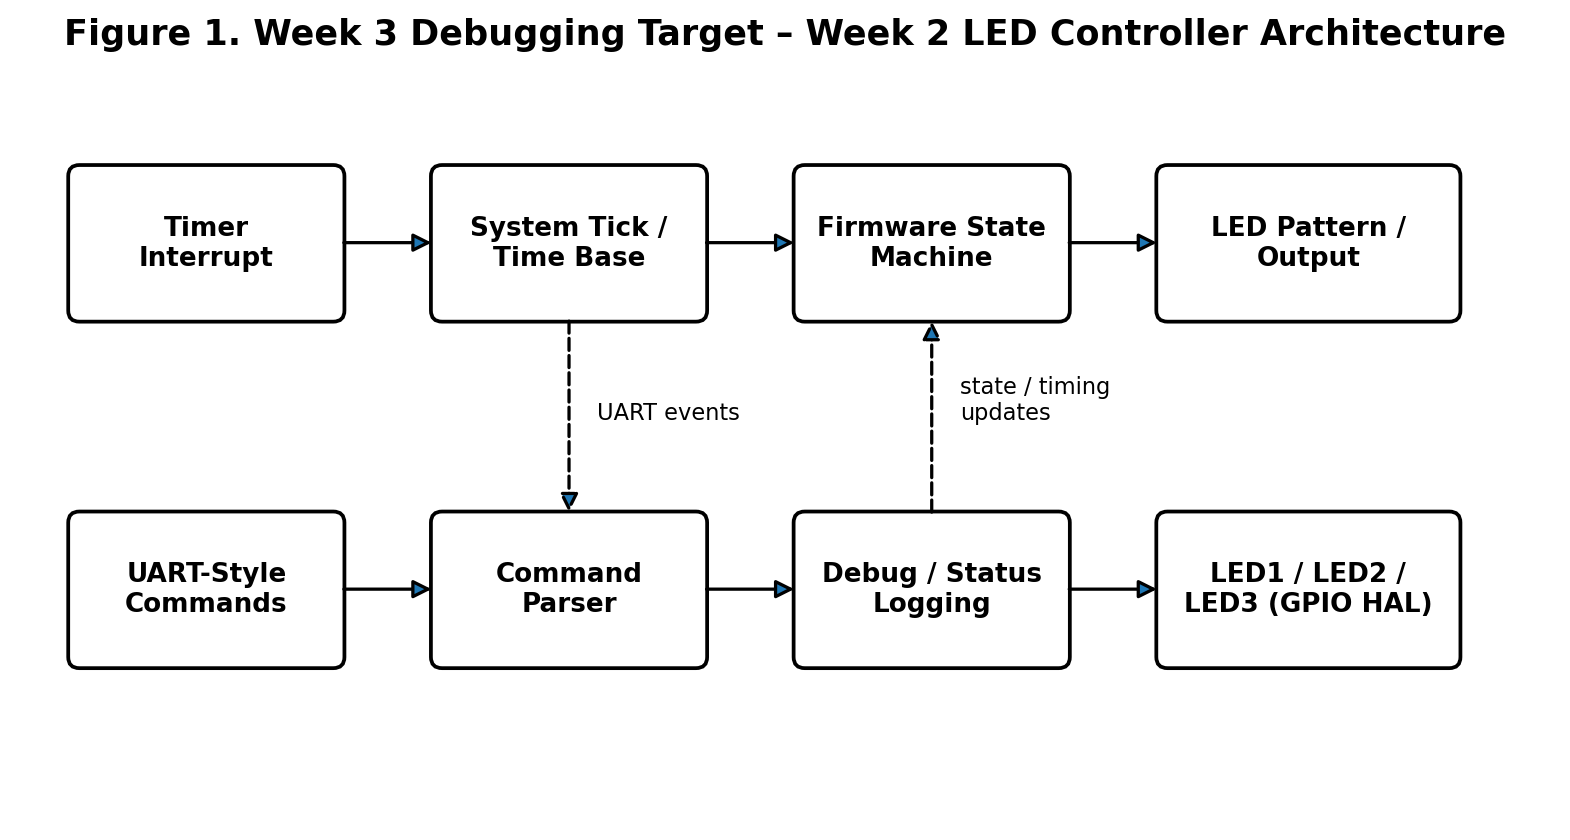 Figure 1. Week 3 Debugging Target – Week 2 LED Controller Architecture
Timer
Interrupt
System Tick /
Time Base
Firmware State
Machine
LED Pattern /
Output
UART events
state / timing
updates
UART-Style
Commands
Command
Parser
Debug / Status
Logging
LED1 / LED2 /
LED3 (GPIO HAL)